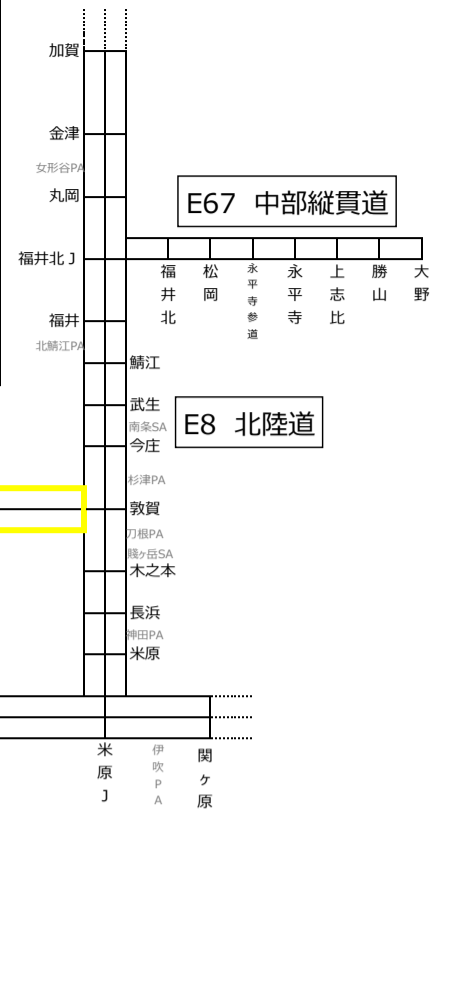 加賀
金津
女形谷PA
丸岡
E67 中部縦貫道
福井北J
福井北
松岡
永平寺参道
永平寺
上志比
勝山
大野
福井
北鯖江PA
鯖江
武生
E8 北陸道
南条SA
今庄
杉津PA
敦賀
刀根PA
賤ヶ岳SA
木之本
長浜
神田PA
米原
米原J
伊吹PA
関ヶ原